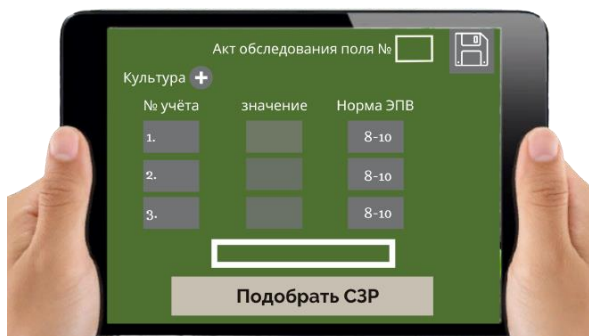 Акт обследования поля №
Культура +
№ учёта значение Норма ЭПВ
1. 8-10
2. 8-10
3. 8-10
Подобрать СЗР